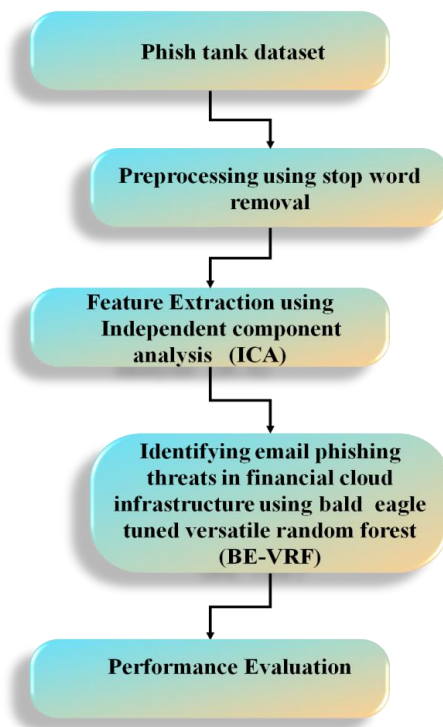 Phish tank dataset
Preprocessing using stop word
removal
Feature Extraction using
Independent component
analysis (ICA)
Identifying email phishing
threats in financial cloud
infrastructure using bald eagle
tuned versatile random forest
(BE-VRF)
Performance Evaluation